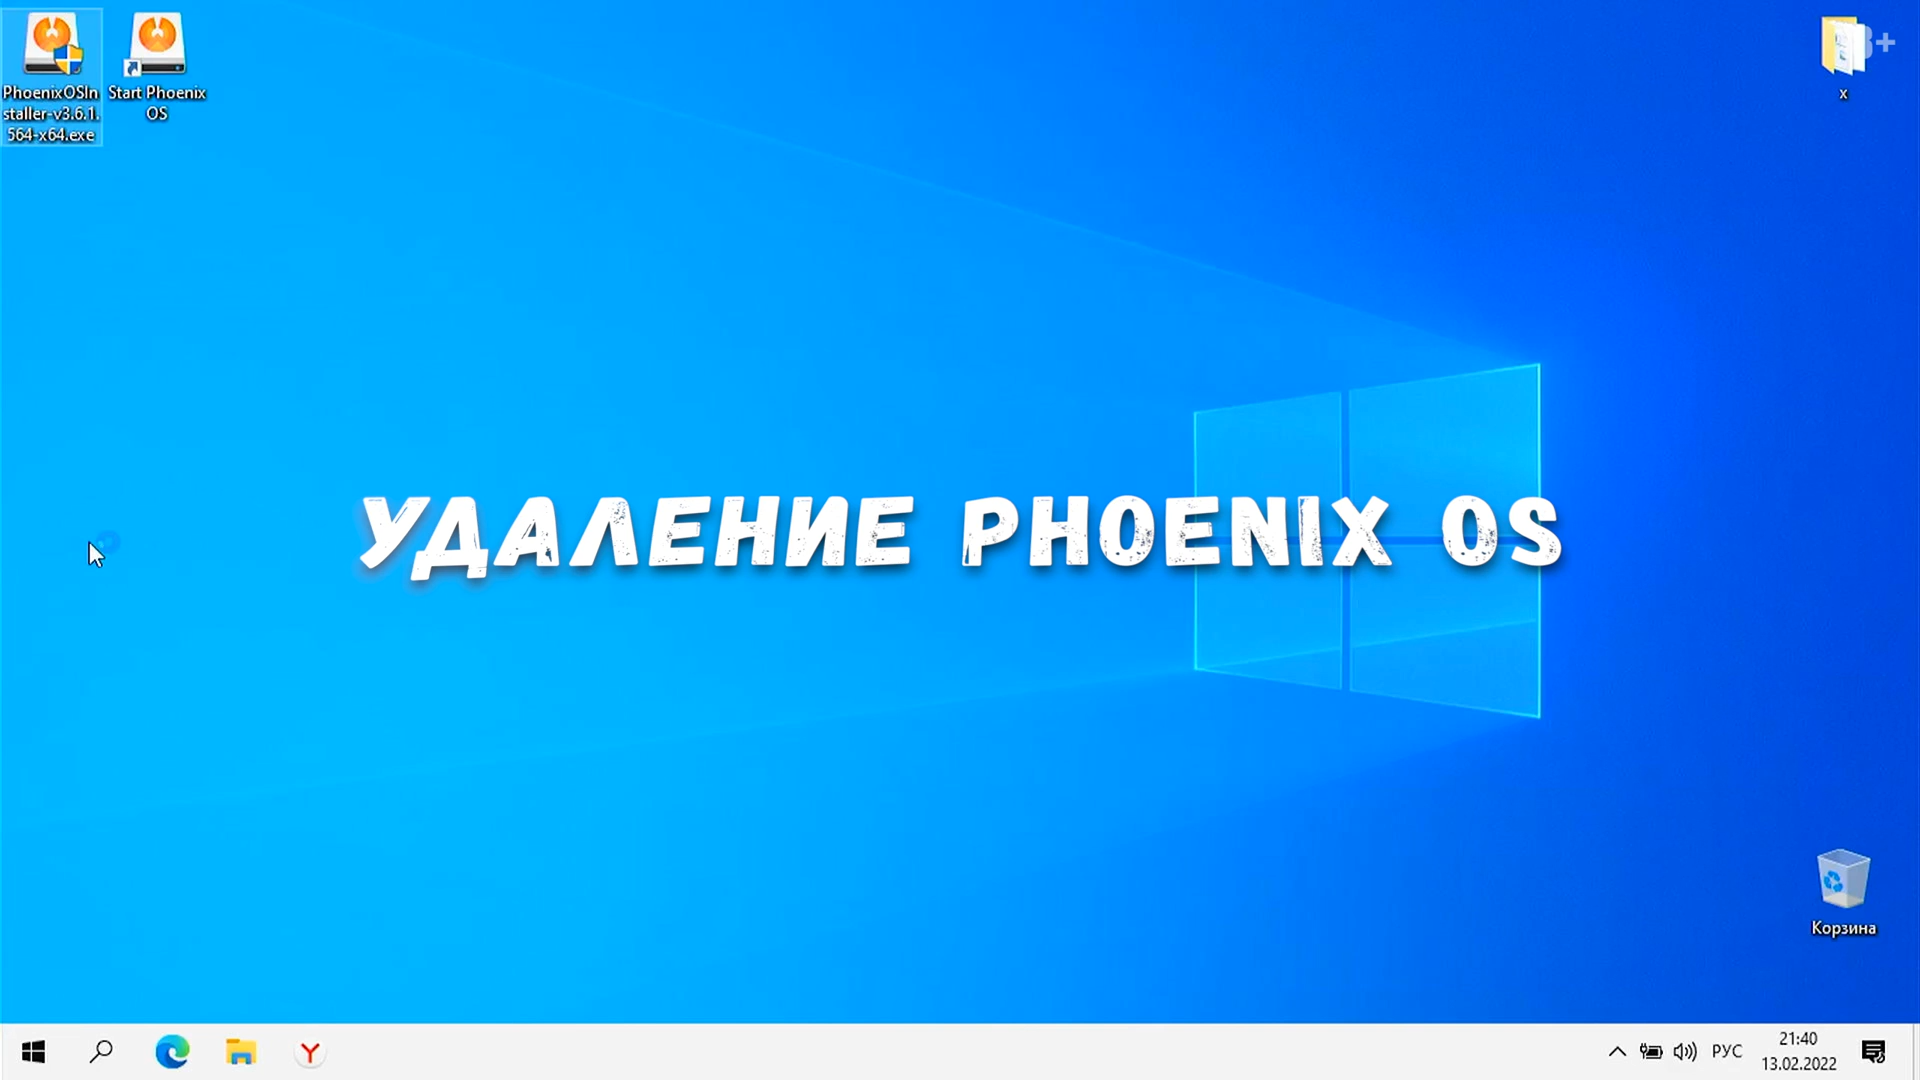 PhoenixOSIn
staller-v3.6.1.
564-x64.exe
Start Phoenix
OS
x
УДАЛЕНИЕ PHOENIX OS
Корзина
РУС
21:40
13.02.2022